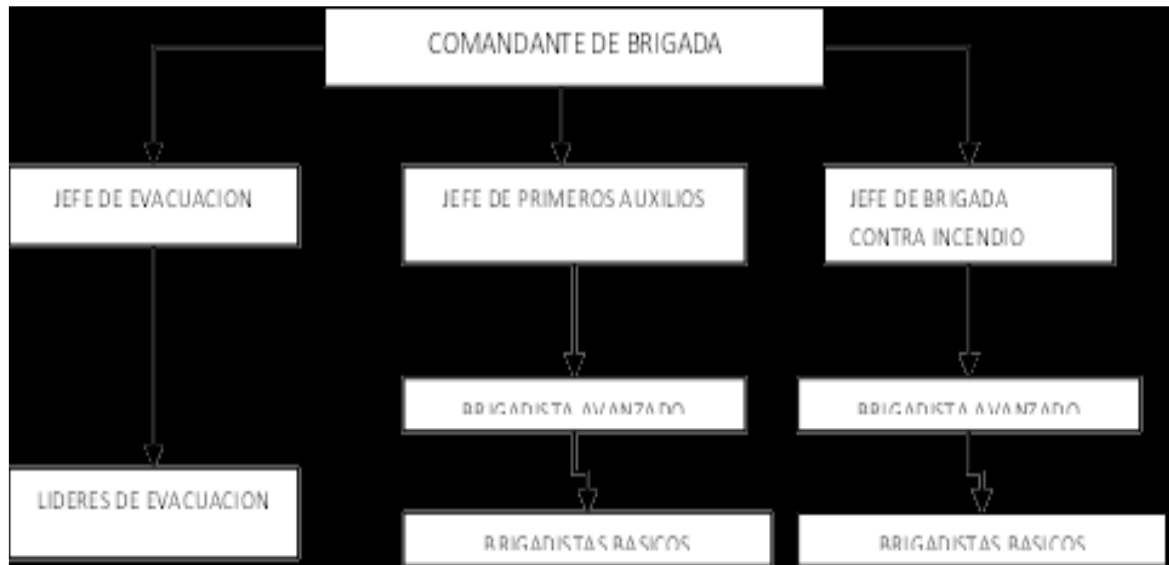 COMANDANTE DE BRIGADA
JEFE DE EVACUACION
JEFE DE PRIMEROS AUXILIOS
JEFE DE BRIGADA
CONTRA INCENDIO
BRIGADISTA AVANZADO
BRIGADISTA AVANZADO
LIDERES DE EVACUACION
BRIGADISTAS BASICOS
BRIGADISTAS BASICOS